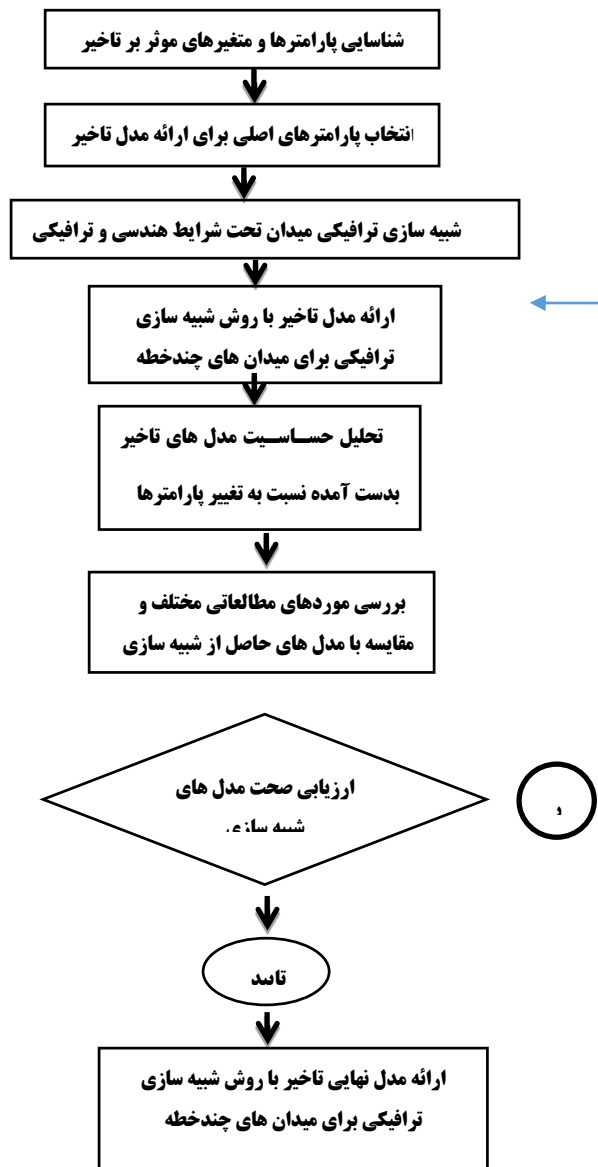 شناسایی پارامترها و متغیرهای موثر بر تاخیر
انتخاب پارامترهای اصلی برای ارائه مدل تاخیر
شبیه سازی ترافیکی میدان تحت شرایط هندسی و ترافیکی
ارائه مدل تاخیر با روش شبیه سازی
ترافیکی برای میدان های چندخطه
تحلیل حساسیت مدل های تاخیر
بدست آمده نسبت به تغییر پارامترها
بررسی موردهای مطالعاتی مختلف و
مقایسه با مدل های حاصل از شبیه سازی
ارزیابی صحت مدل های
شبیه سازی
تایید
ارائه مدل نهایی تاخیر با روش شبیه سازی
ترافیکی برای میدان های چندخطه